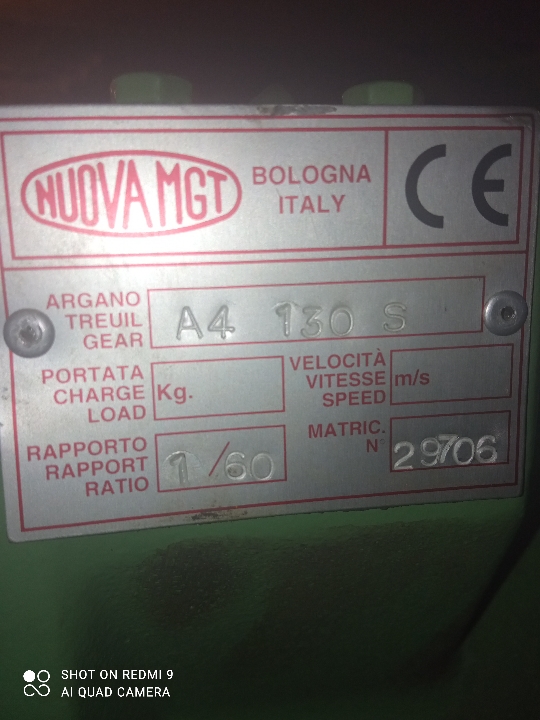 NUOVA MGT
BOLOGNA
ITALY
CE
ARGANO
TREUIL
GEAR
A4 130 S
PORTATA
CHARGE
LOAD
Kg.
VELOCITÀ
VITESSE
SPEED
m/s
RAPPORTO
RAPPORT
RATIO
1/60
MATRIC.
N°
29706
SHOT ON REDMI 9
AI QUAD CAMERA